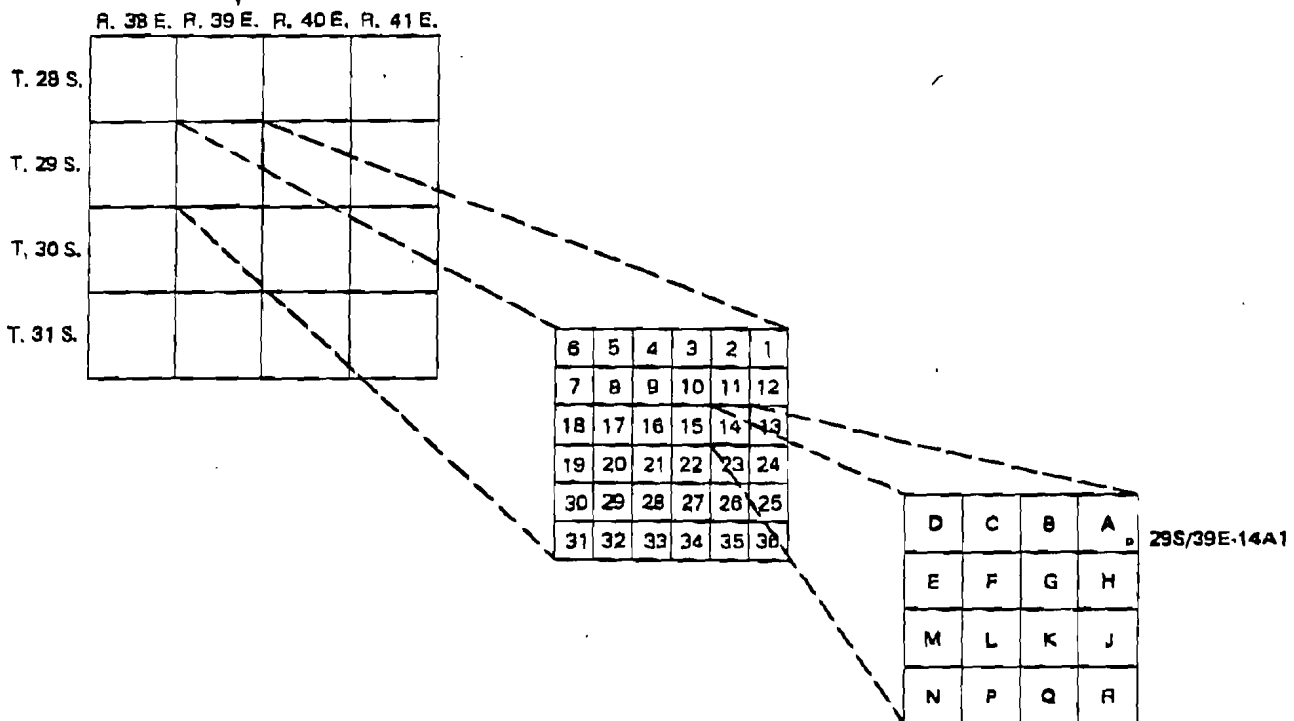 R. 38 E. R. 39 E. R. 40 E. R. 41 E.
T. 28 S.
T. 29 S.
T. 30 S.
T. 31 S.
6 5 4 3 2 1
7 8 9 10 11 12
18 17 16 15 14 13
19 20 21 22 23 24
30 29 28 27 26 25
31 32 33 34 35 36
D C B A
29S/39E-14A1
E F G H
M L K J
N P Q R